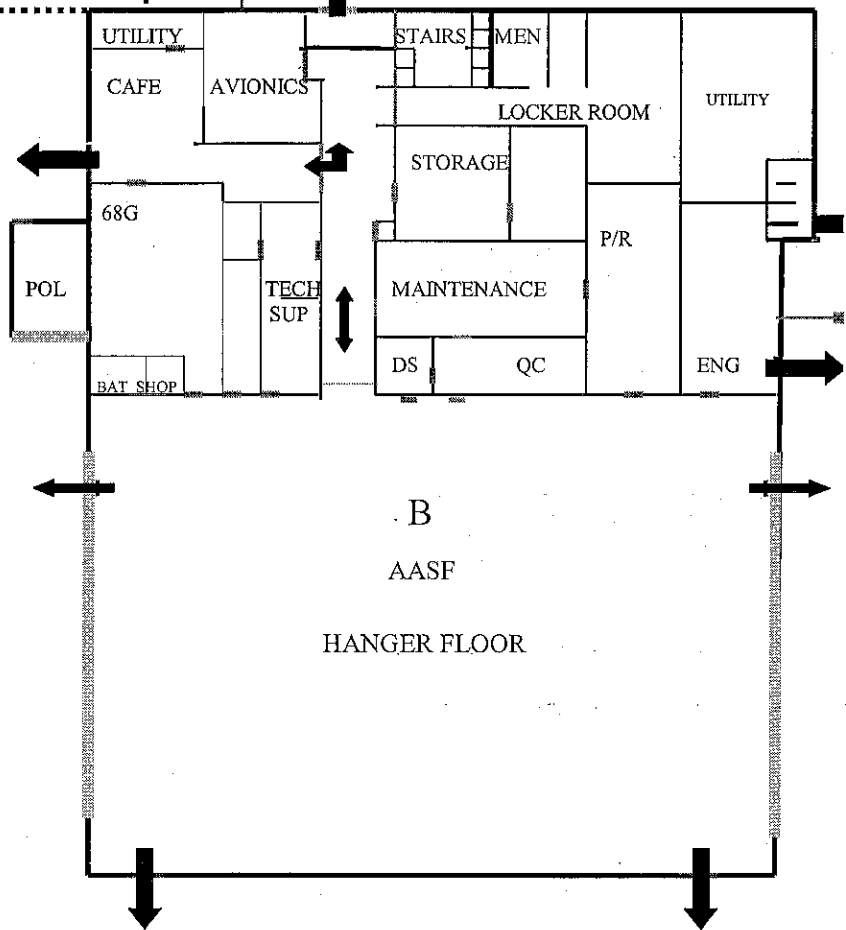 UTILITY
STAIRS
MEN
CAFE
AVIONICS
UTILITY
LOCKER ROOM
STORAGE
68G
P/R
POL
TECH
SUP
MAINTENANCE
DS
QC
ENG
BAT SHOP
B
AASF
HANGER FLOOR